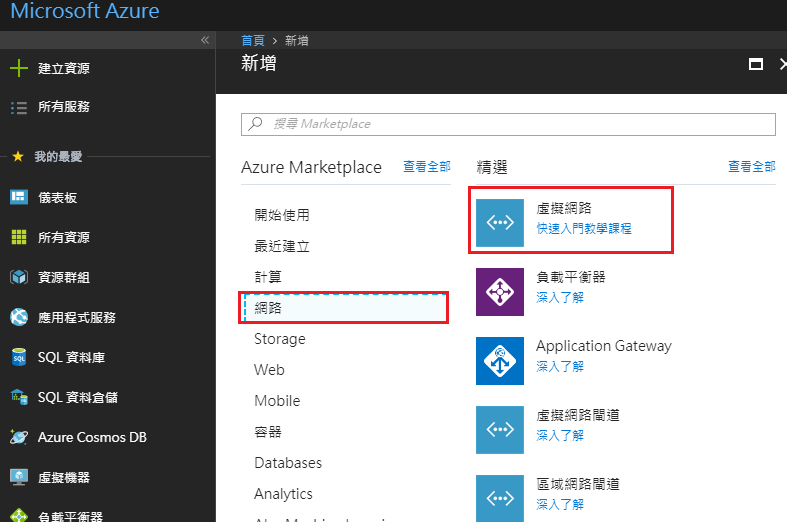 Microsoft Azure
«
首頁 > 新增
新增
建立資源
所有服務
我的最愛
儀表板
所有資源
資源群組
應用程式服務
SQL 資料庫
SQL 資料倉儲
Azure Cosmos DB
虛擬機器
負載平衡器
搜尋 Marketplace
Azure Marketplace 查看全部
開始使用
最近建立
計算
網路
Storage
Web
Mobile
容器
Databases
Analytics
精選 查看全部
虛擬網路
快速入門教學課程
負載平衡器
深入了解
Application Gateway
深入了解
虛擬網路閘道
深入了解
區域網路閘道
深入了解